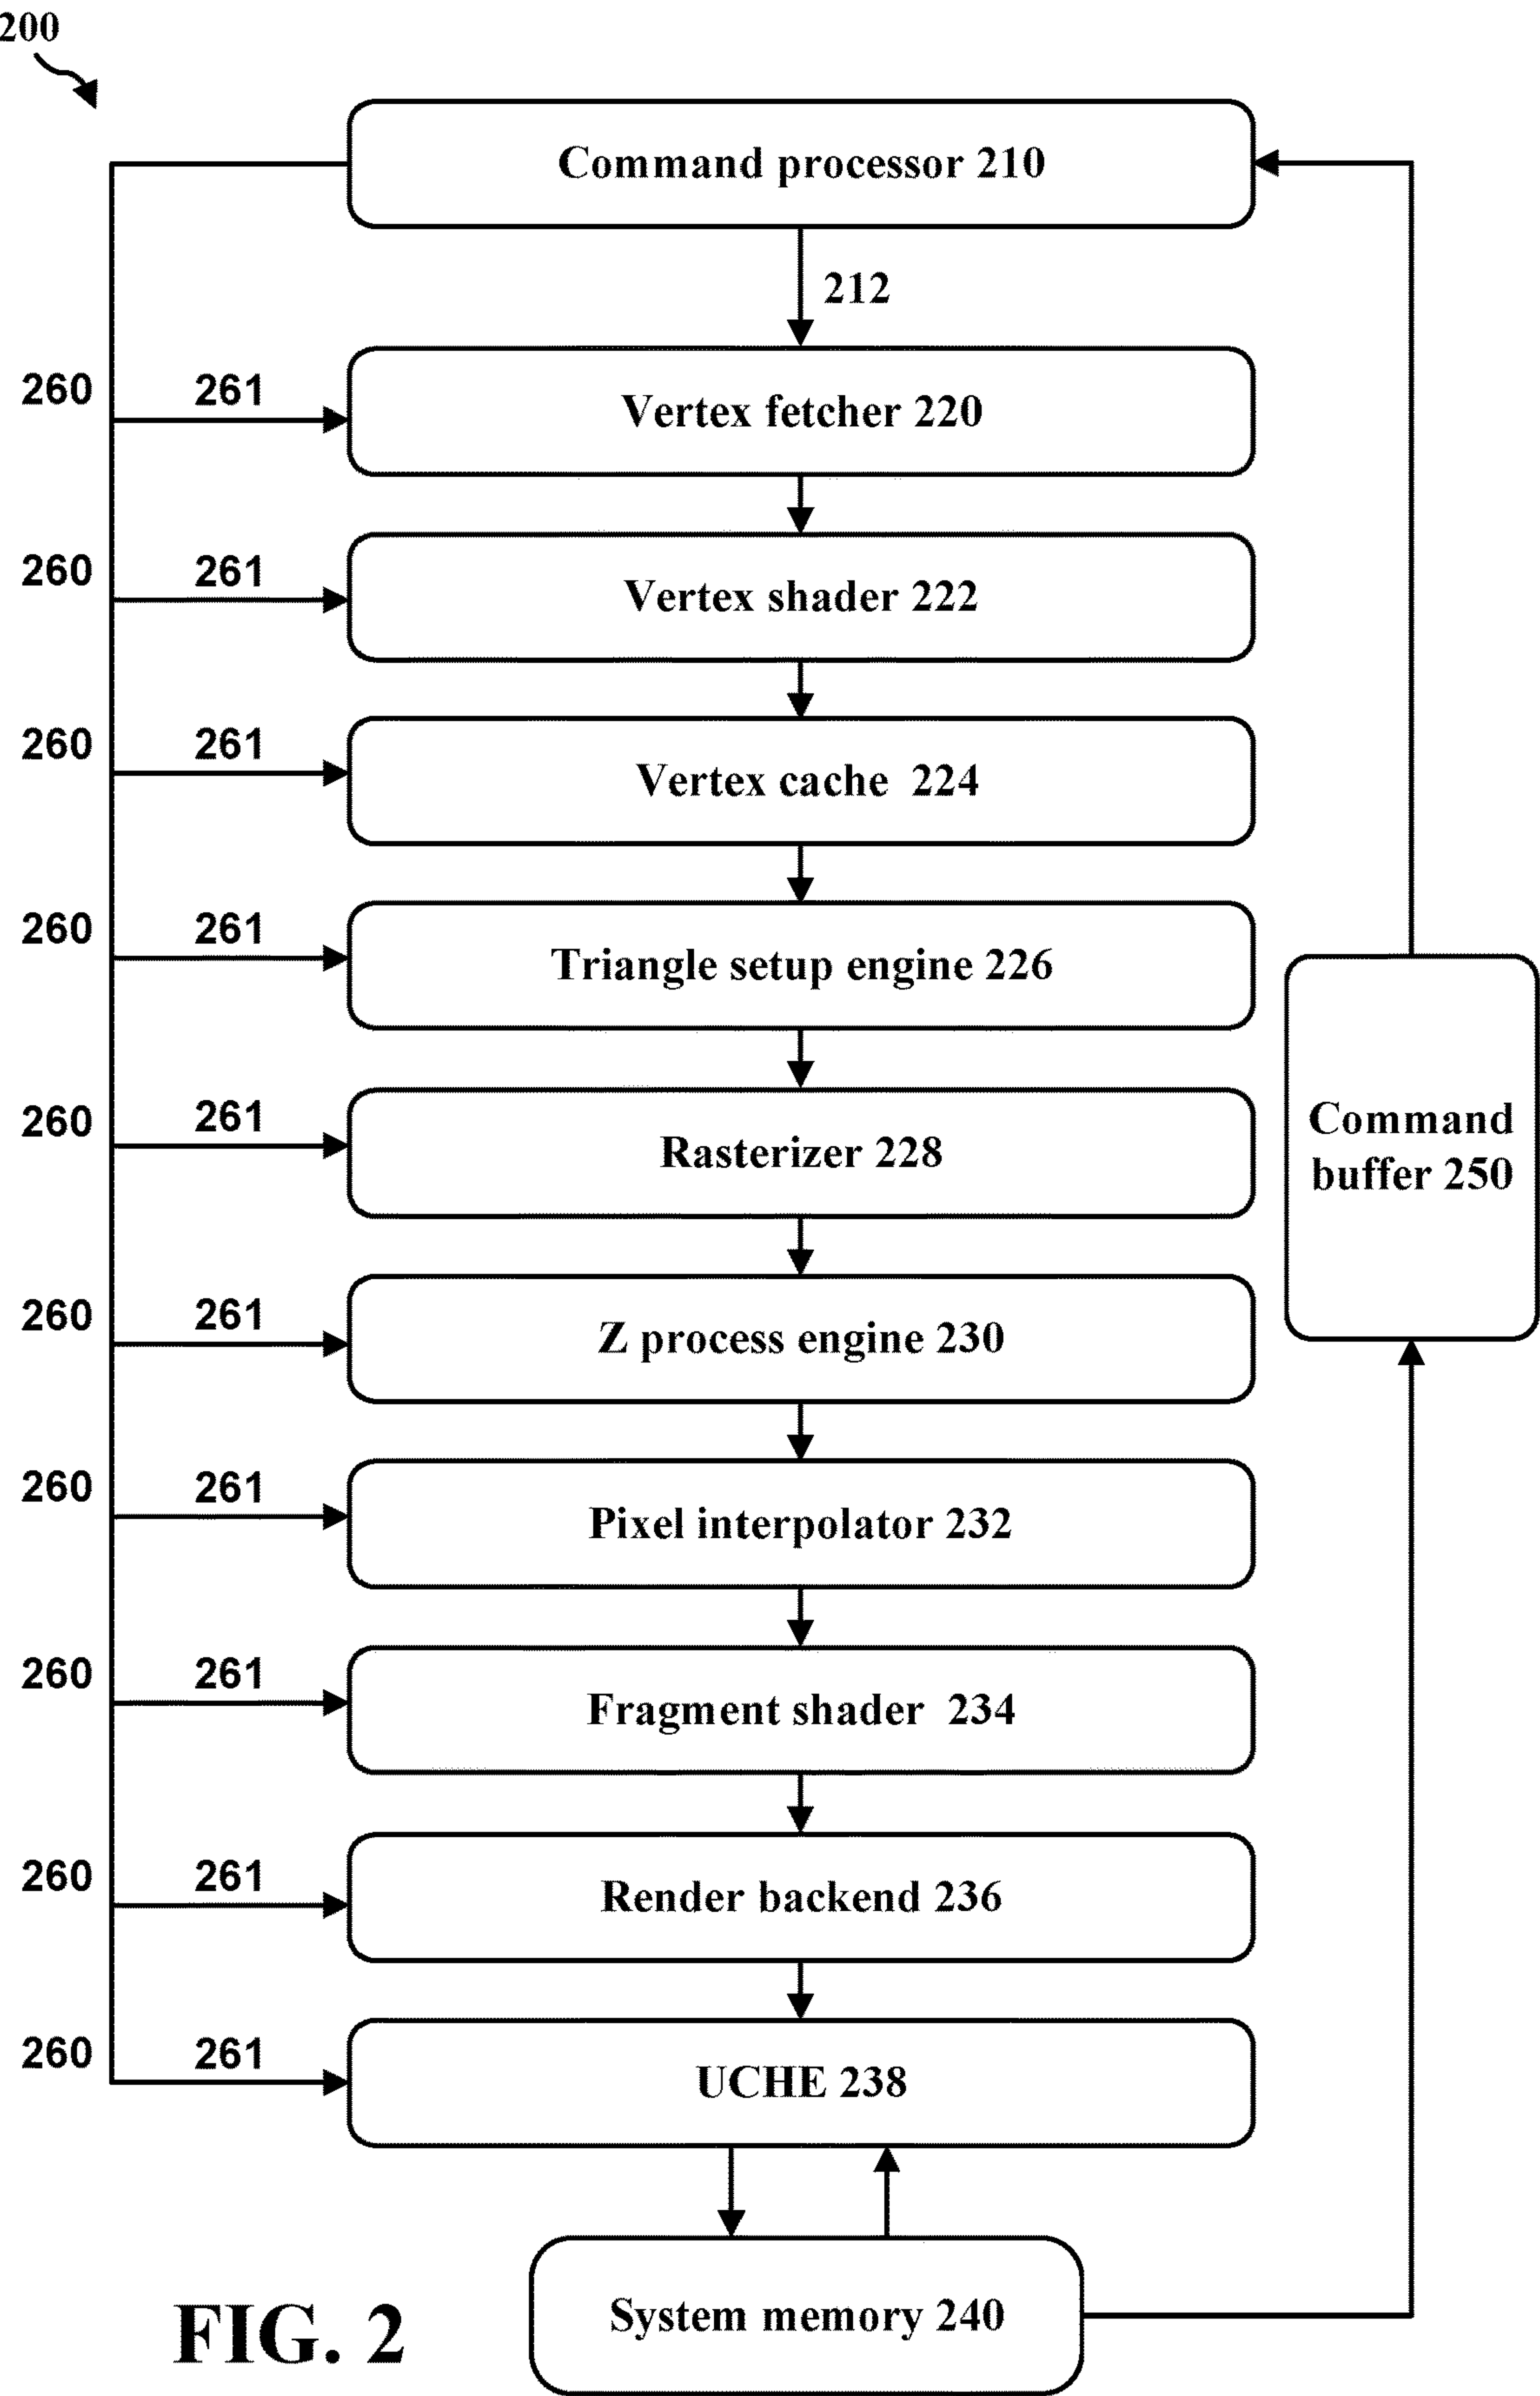 200
Command processor 210
212
260 261 Vertex fetcher 220
260 261 Vertex shader 222
260 261 Vertex cache 224
260 261 Triangle setup engine 226
260 261 Rasterizer 228
Command
buffer 250
260 261 Z process engine 230
260 261 Pixel interpolator 232
260 261 Fragment shader 234
260 261 Render backend 236
260 261 UCHE 238
System memory 240
FIG. 2